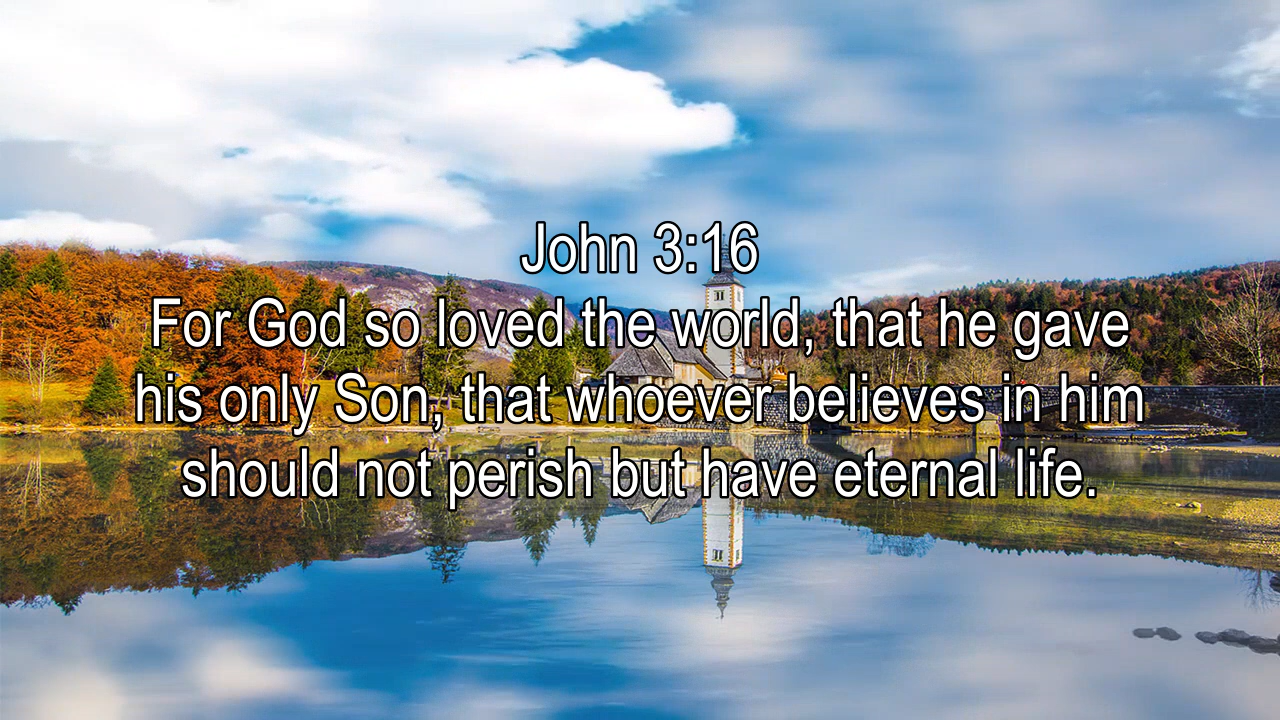 John 3:16
For God so loved the world, that he gave
his only Son, that whoever believes in him
should not perish but have eternal life.